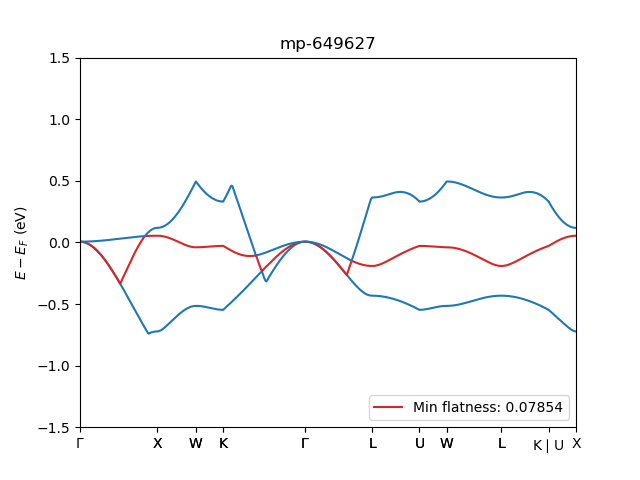 mp-649627
1.5
1.0
0.5
0.0
−0.5
−1.0
−1.5
E − E_F (eV)
Min flatness: 0.07854
Γ X W K Γ L U W L K | U X